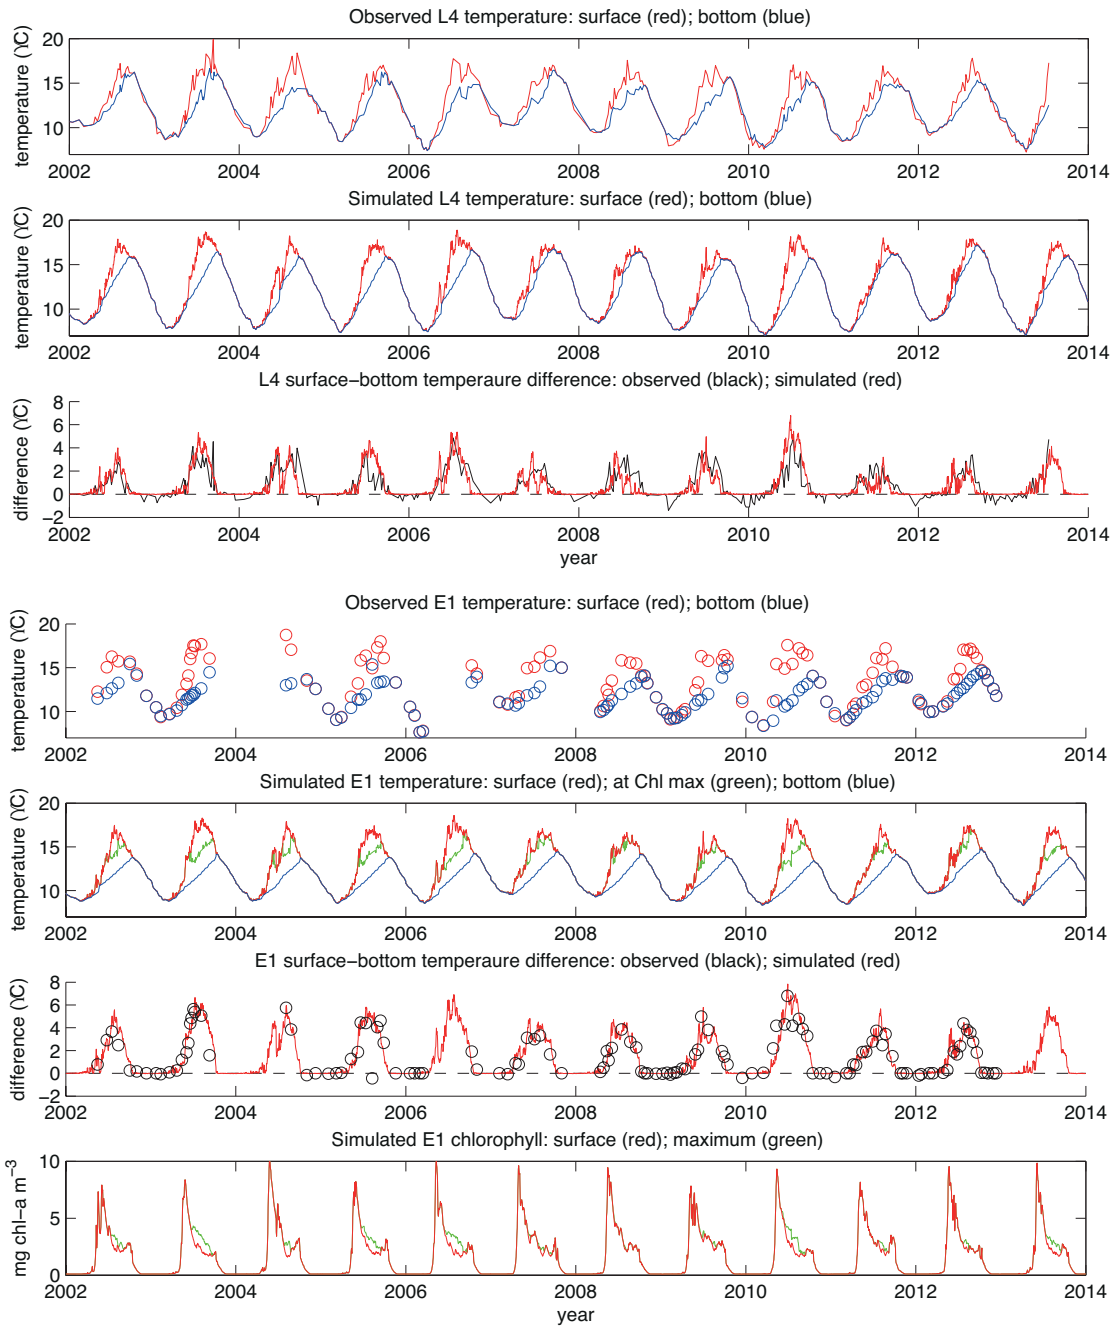 Observed L4 temperature: surface (red); bottom (blue)
temperature (ϒC)
20
15
10
2002 2004 2006 2008 2010 2012 2014
Simulated L4 temperature: surface (red); bottom (blue)
temperature (ϒC)
20
15
10
2002 2004 2006 2008 2010 2012 2014
L4 surface−bottom temperaure difference: observed (black); simulated (red)
difference (ϒC)
8
6
4
2
0
−2
2002 2004 2006 2008 2010 2012 2014
year
Observed E1 temperature: surface (red); bottom (blue)
temperature (ϒC)
20
15
10
2002 2004 2006 2008 2010 2012 2014
Simulated E1 temperature: surface (red); at Chl max (green); bottom (blue)
temperature (ϒC)
20
15
10
2002 2004 2006 2008 2010 2012 2014
E1 surface−bottom temperaure difference: observed (black); simulated (red)
difference (ϒC)
8
6
4
2
0
−2
2002 2004 2006 2008 2010 2012 2014
Simulated E1 chlorophyll: surface (red); maximum (green)
mg chl−a m⁻³
10
5
0
2002 2004 2006 2008 2010 2012 2014
year